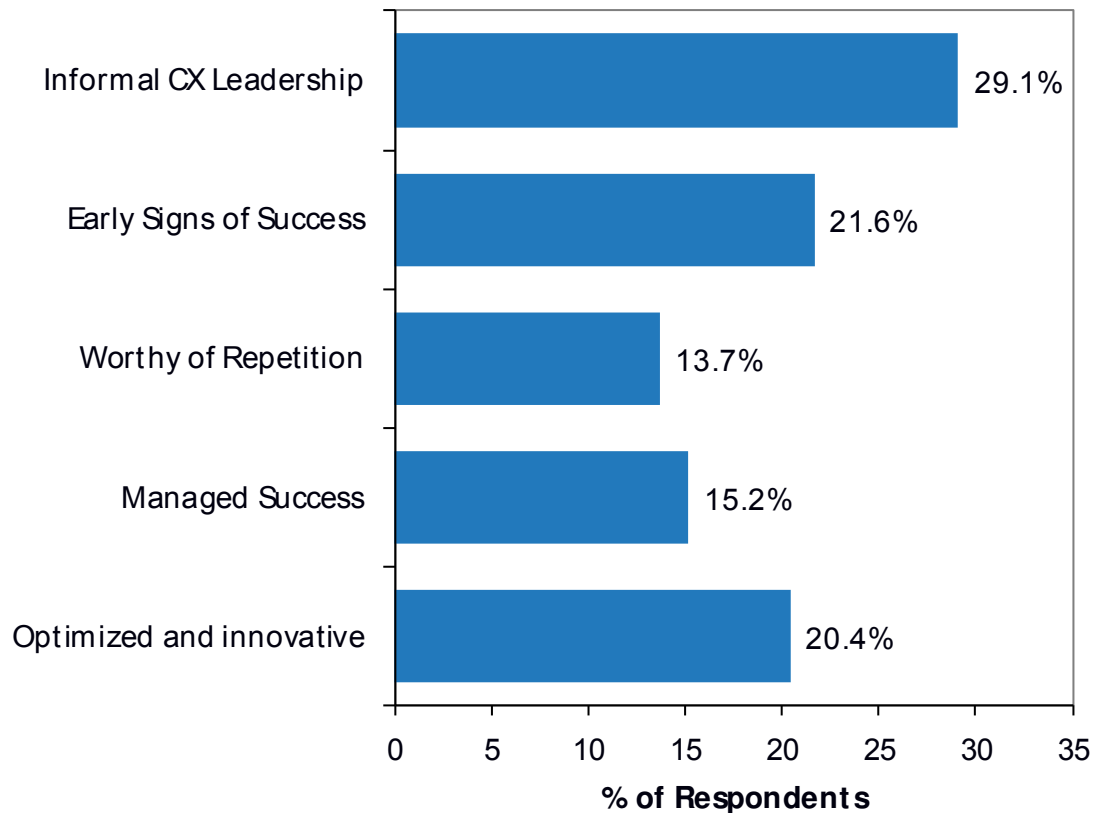 Informal CX Leadership
29.1%
Early Signs of Success
21.6%
Worthy of Repetition
13.7%
Managed Success
15.2%
Optimized and innovative
20.4%
0 5 10 15 20 25 30 35
% of Respondents